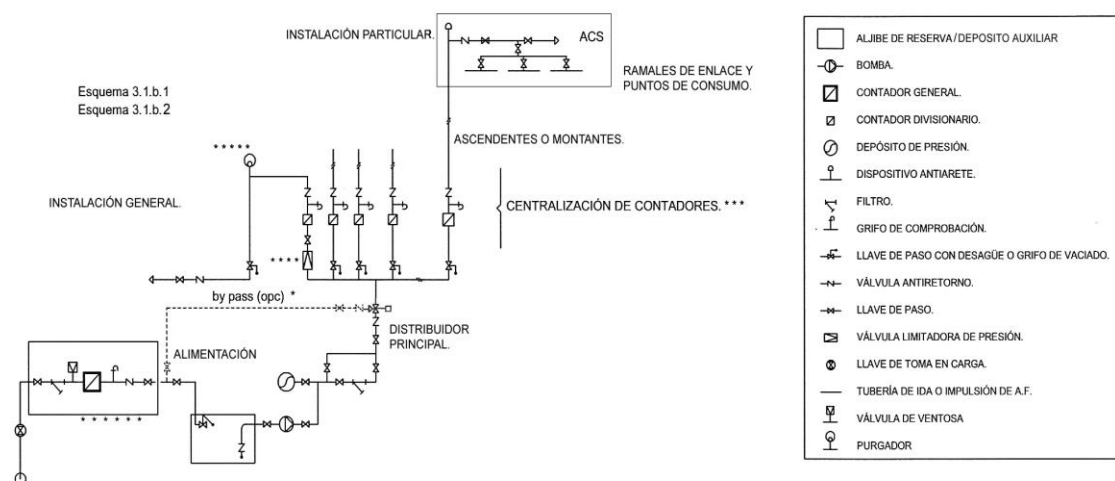 INSTALACIÓN PARTICULAR.
ACS
RAMALES DE ENLACE Y
PUNTOS DE CONSUMO.
Esquema 3.1.b.1
Esquema 3.1.b.2
ASCENDENTES O MONTANTES.
* * * * *
INSTALACIÓN GENERAL.
CENTRALIZACIÓN DE CONTADORES. * * *
* * * *
by pass (opc) *
DISTRIBUIDOR
PRINCIPAL.
ALIMENTACIÓN
* * * * * *
ALJIBE DE RESERVA/DEPOSITO AUXILIAR
BOMBA.
CONTADOR GENERAL.
CONTADOR DIVISIONARIO.
DEPÓSITO DE PRESIÓN.
DISPOSITIVO ANTIARETE.
FILTRO.
GRIFO DE COMPROBACIÓN.
LLAVE DE PASO CON DESAGÜE O GRIFO DE VACIADO.
VÁLVULA ANTIRETORNO.
LLAVE DE PASO.
VÁLVULA LIMITADORA DE PRESIÓN.
LLAVE DE TOMA EN CARGA.
TUBERÍA DE IDA O IMPULSIÓN DE A.F.
VÁLVULA DE VENTOSA
PURGADOR